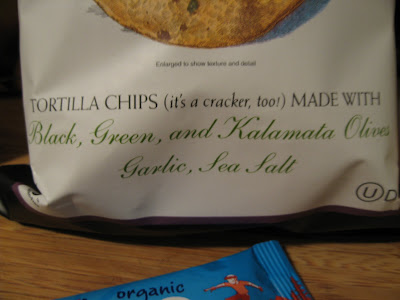 Enlarged to show texture and detail
TORTILLA CHIPS (it's a cracker, too!) MADE WITH
Black, Green, and Kalamata Olives
Garlic, Sea Salt
U D
organic